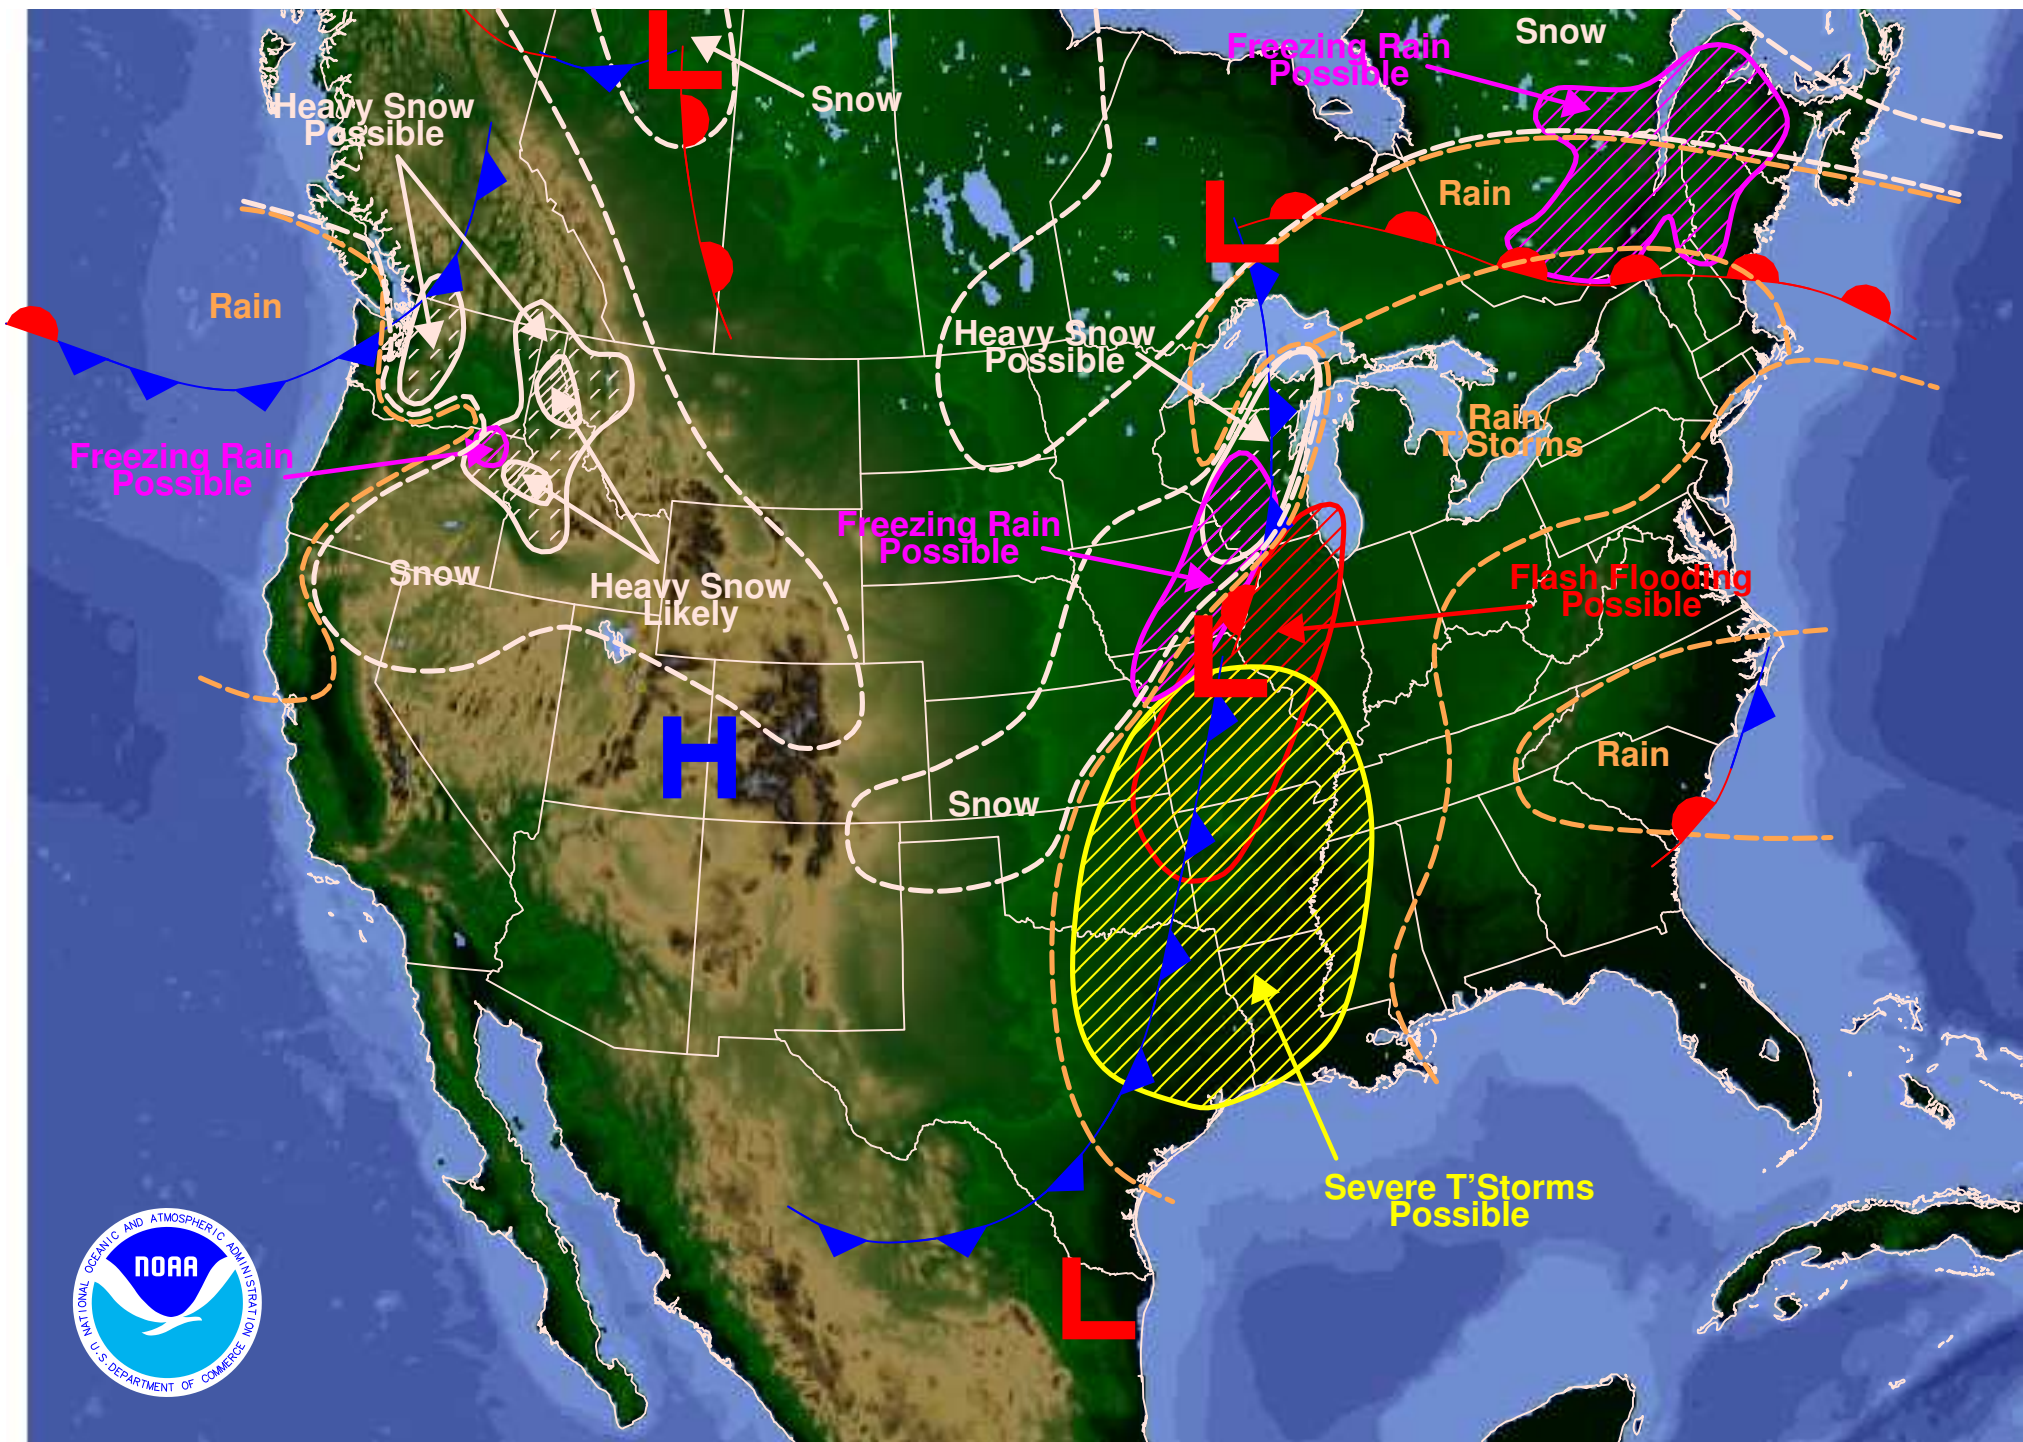 Snow
Freezing Rain
Possible
L
Snow
Heavy Snow
Possible
Rain
L
Rain
Heavy Snow
Possible
Rain/
T'Storms
Freezing Rain
Possible
Freezing Rain
Possible
Snow
Heavy Snow
Likely
Flash Flooding
Possible
L
H
Rain
Snow
Severe T'Storms
Possible
L
NATIONAL OCEANIC AND ATMOSPHERIC ADMINISTRATION
NOAA
U.S. DEPARTMENT OF COMMERCE